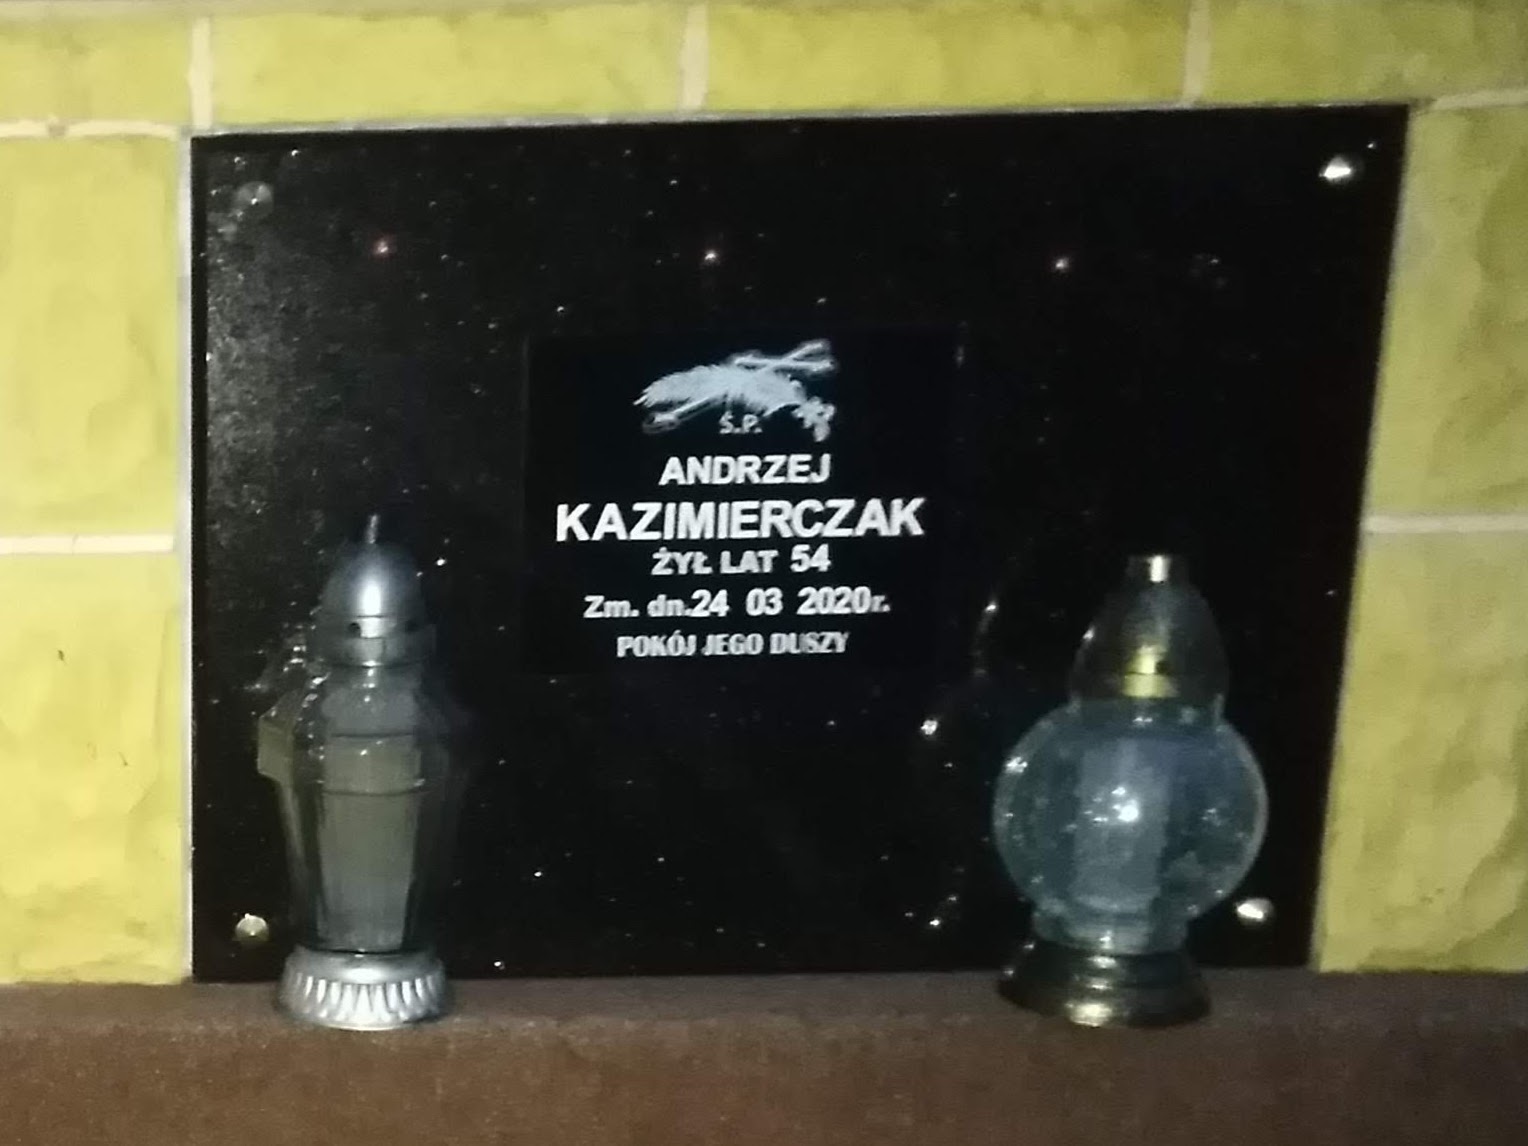 Ś.P.
ANDRZEJ
KAZIMIERCZAK
ŻYŁ LAT 54
Zm. dn.24 03 2020r.
POKÓJ JEGO DUSZY